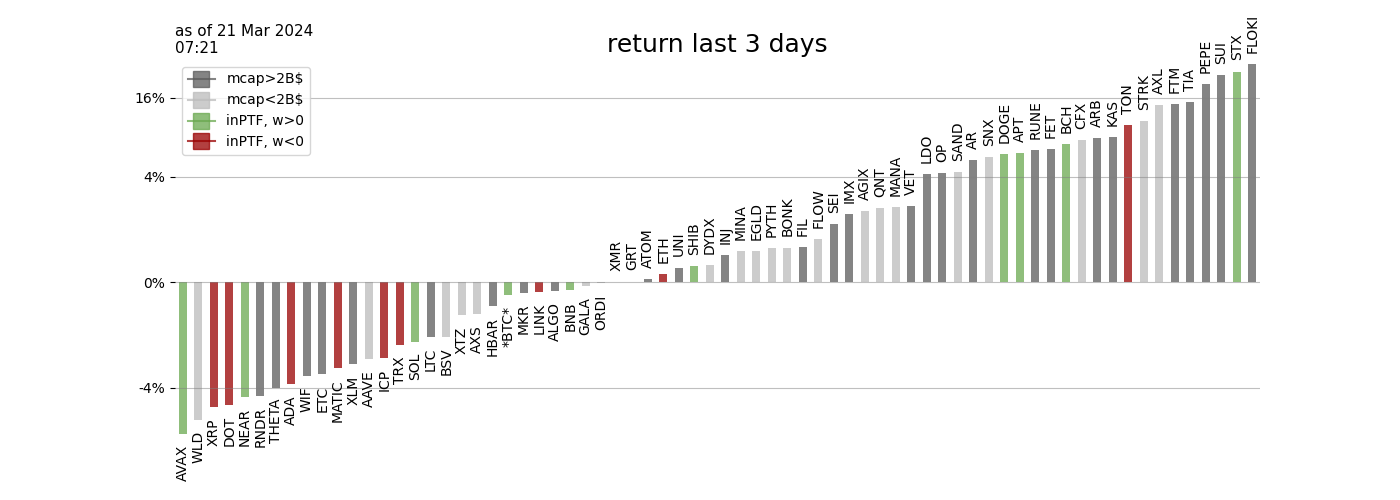 as of 21 Mar 2024
07:21
return last 3 days
mcap>2B$
mcap<2B$
inPTF, w>0
inPTF, w<0
16%
4%
0%
-4%
AVAX
WLD
XRP
DOT
NEAR
RNDR
THETA
ADA
WIF
ETC
MATIC
XLM
AAVE
ICP
TRX
SOL
LTC
BSV
XTZ
AXS
HBAR
*BTC*
MKR
LINK
ALGO
BNB
GALA
ORDI
XMR
GRT
ATOM
ETH
UNI
SHIB
DYDX
INJ
MINA
EGLD
PYTH
BONK
FIL
FLOW
SEI
IMX
AGIX
QNT
MANA
VET
LDO
OP
SAND
AR
SNX
DOGE
APT
RUNE
FET
BCH
CFX
ARB
KAS
TON
STRK
AXL
FTM
TIA
PEPE
SUI
STX
FLOKI